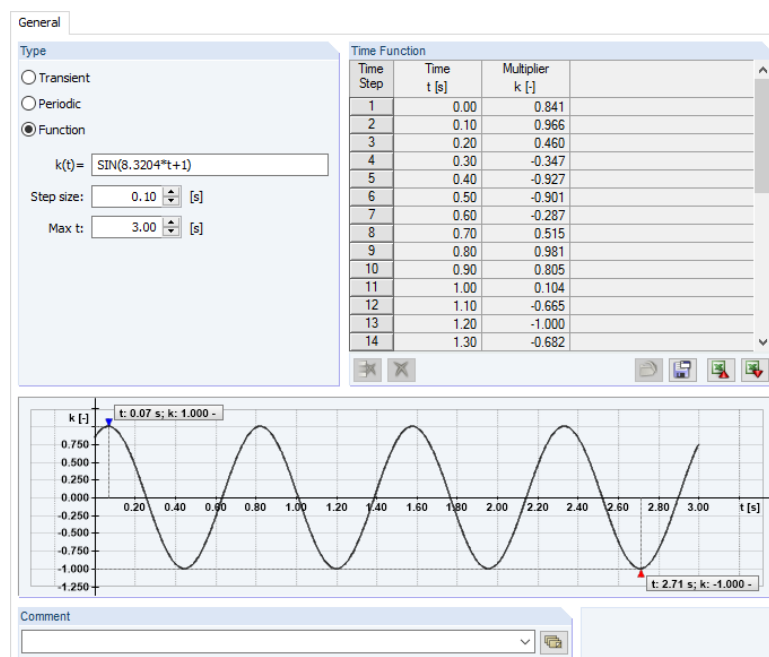 General
Type
Transient
Periodic
Function
k(t)= SIN(8.3204*t+1)
Step size: 0.10 [s]
Max t: 3.00 [s]
Time Function
Time Step Time t [s] Multiplier k [-]
1 0.00 0.841
2 0.10 0.966
3 0.20 0.460
4 0.30 -0.347
5 0.40 -0.927
6 0.50 -0.901
7 0.60 -0.287
8 0.70 0.515
9 0.80 0.981
10 0.90 0.805
11 1.00 0.104
12 1.10 -0.665
13 1.20 -1.000
14 1.30 -0.682
k [-]
t: 0.07 s; k: 1.000 -
0.750
0.500
0.250
0.000
-0.250
-0.500
-0.750
-1.000
-1.250
0.20 0.40 0.60 0.80 1.00 1.20 1.40 1.60 1.80 2.00 2.20 2.40 2.60 2.80 3.00 t [s]
t: 2.71 s; k: -1.000 -
Comment